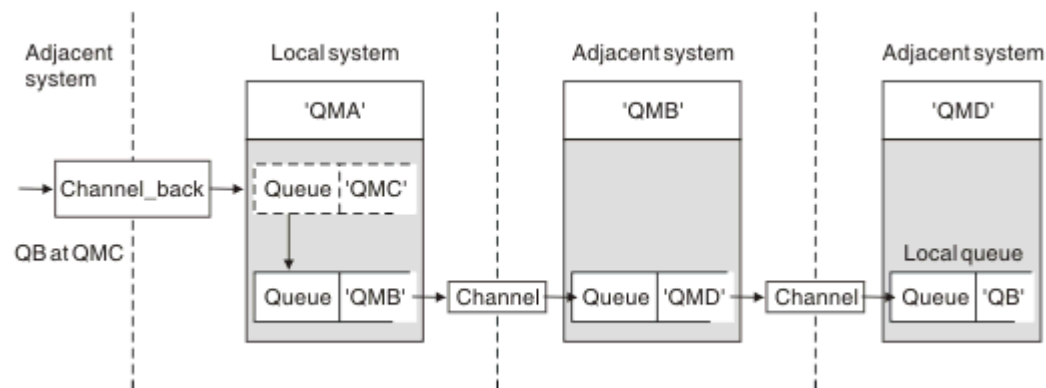 Adjacent
system
Local system
Adjacent system
Adjacent system
'QMA'
'QMB'
'QMD'
Channel_back
Queue 'QMC'
QB at QMC
Local queue
Queue 'QMB'
Channel
Queue 'QMD'
Channel
Queue 'QB'